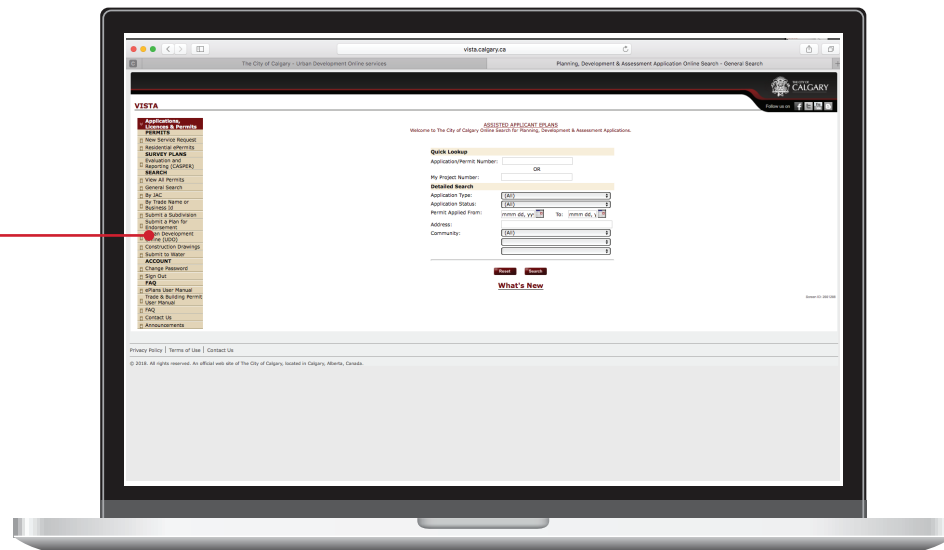 vista.calgary.ca
The City of Calgary - Urban Development Online services
Planning, Development & Assessment Application Online Search - General Search
THE CITY OF
CALGARY
VISTA
Follow us on
Applications,
Licences & Permits
PERMITS
New Service Request
Residential ePermits
SURVEY PLANS
Evaluation and
Reporting (CASPER)
SEARCH
View All Permits
General Search
By JAC
By Trade Name or
Business Id
Submit a Subdivision
Submit a Plan for
Endorsement
Development
(UDO)
Construction Drawings
Submit to Water
ACCOUNT
Change Password
Sign Out
FAQ
ePlans User Manual
Trade & Building Permit
User Manual
FAQ
Contact Us
Announcements
ASSISTED APPLICANT EPLANS
Welcome to The City of Calgary Online Search for Planning, Development & Assessment Applications.
Quick Lookup
Application/Permit Number:
OR
My Project Number:
Detailed Search
Application Type: (All)
Application Status: (All)
Permit Applied From: mmm dd, yy To: mmm dd, y
Address:
Community: (All)
Reset Search
What's New
Privacy Policy | Terms of Use | Contact Us
© 2016. All rights reserved. An official web site of The City of Calgary, located in Calgary, Alberta, Canada.